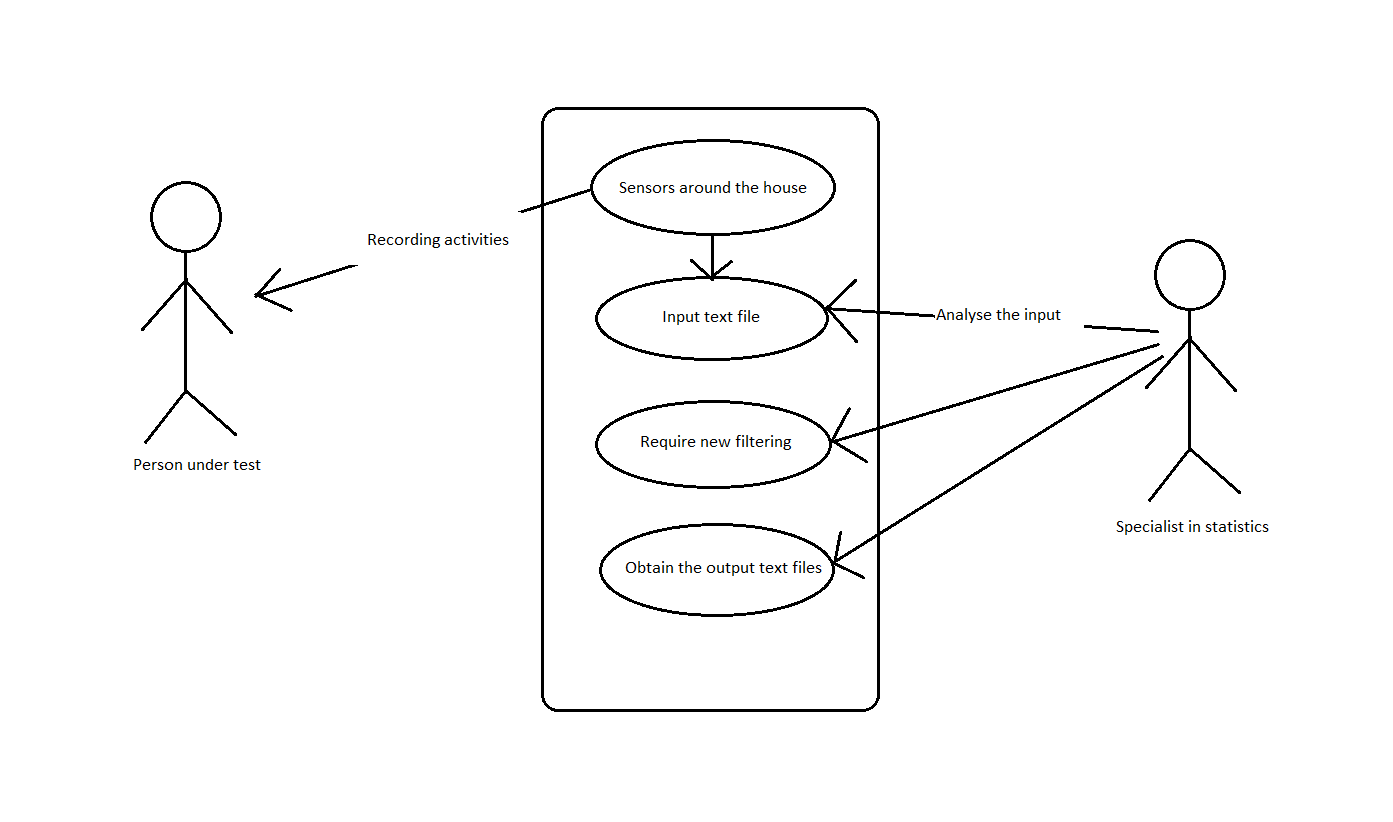 Sensors around the house
Recording activities
Input text file
Analyse the input
Require new filtering
Person under test
Specialist in statistics
Obtain the output text files